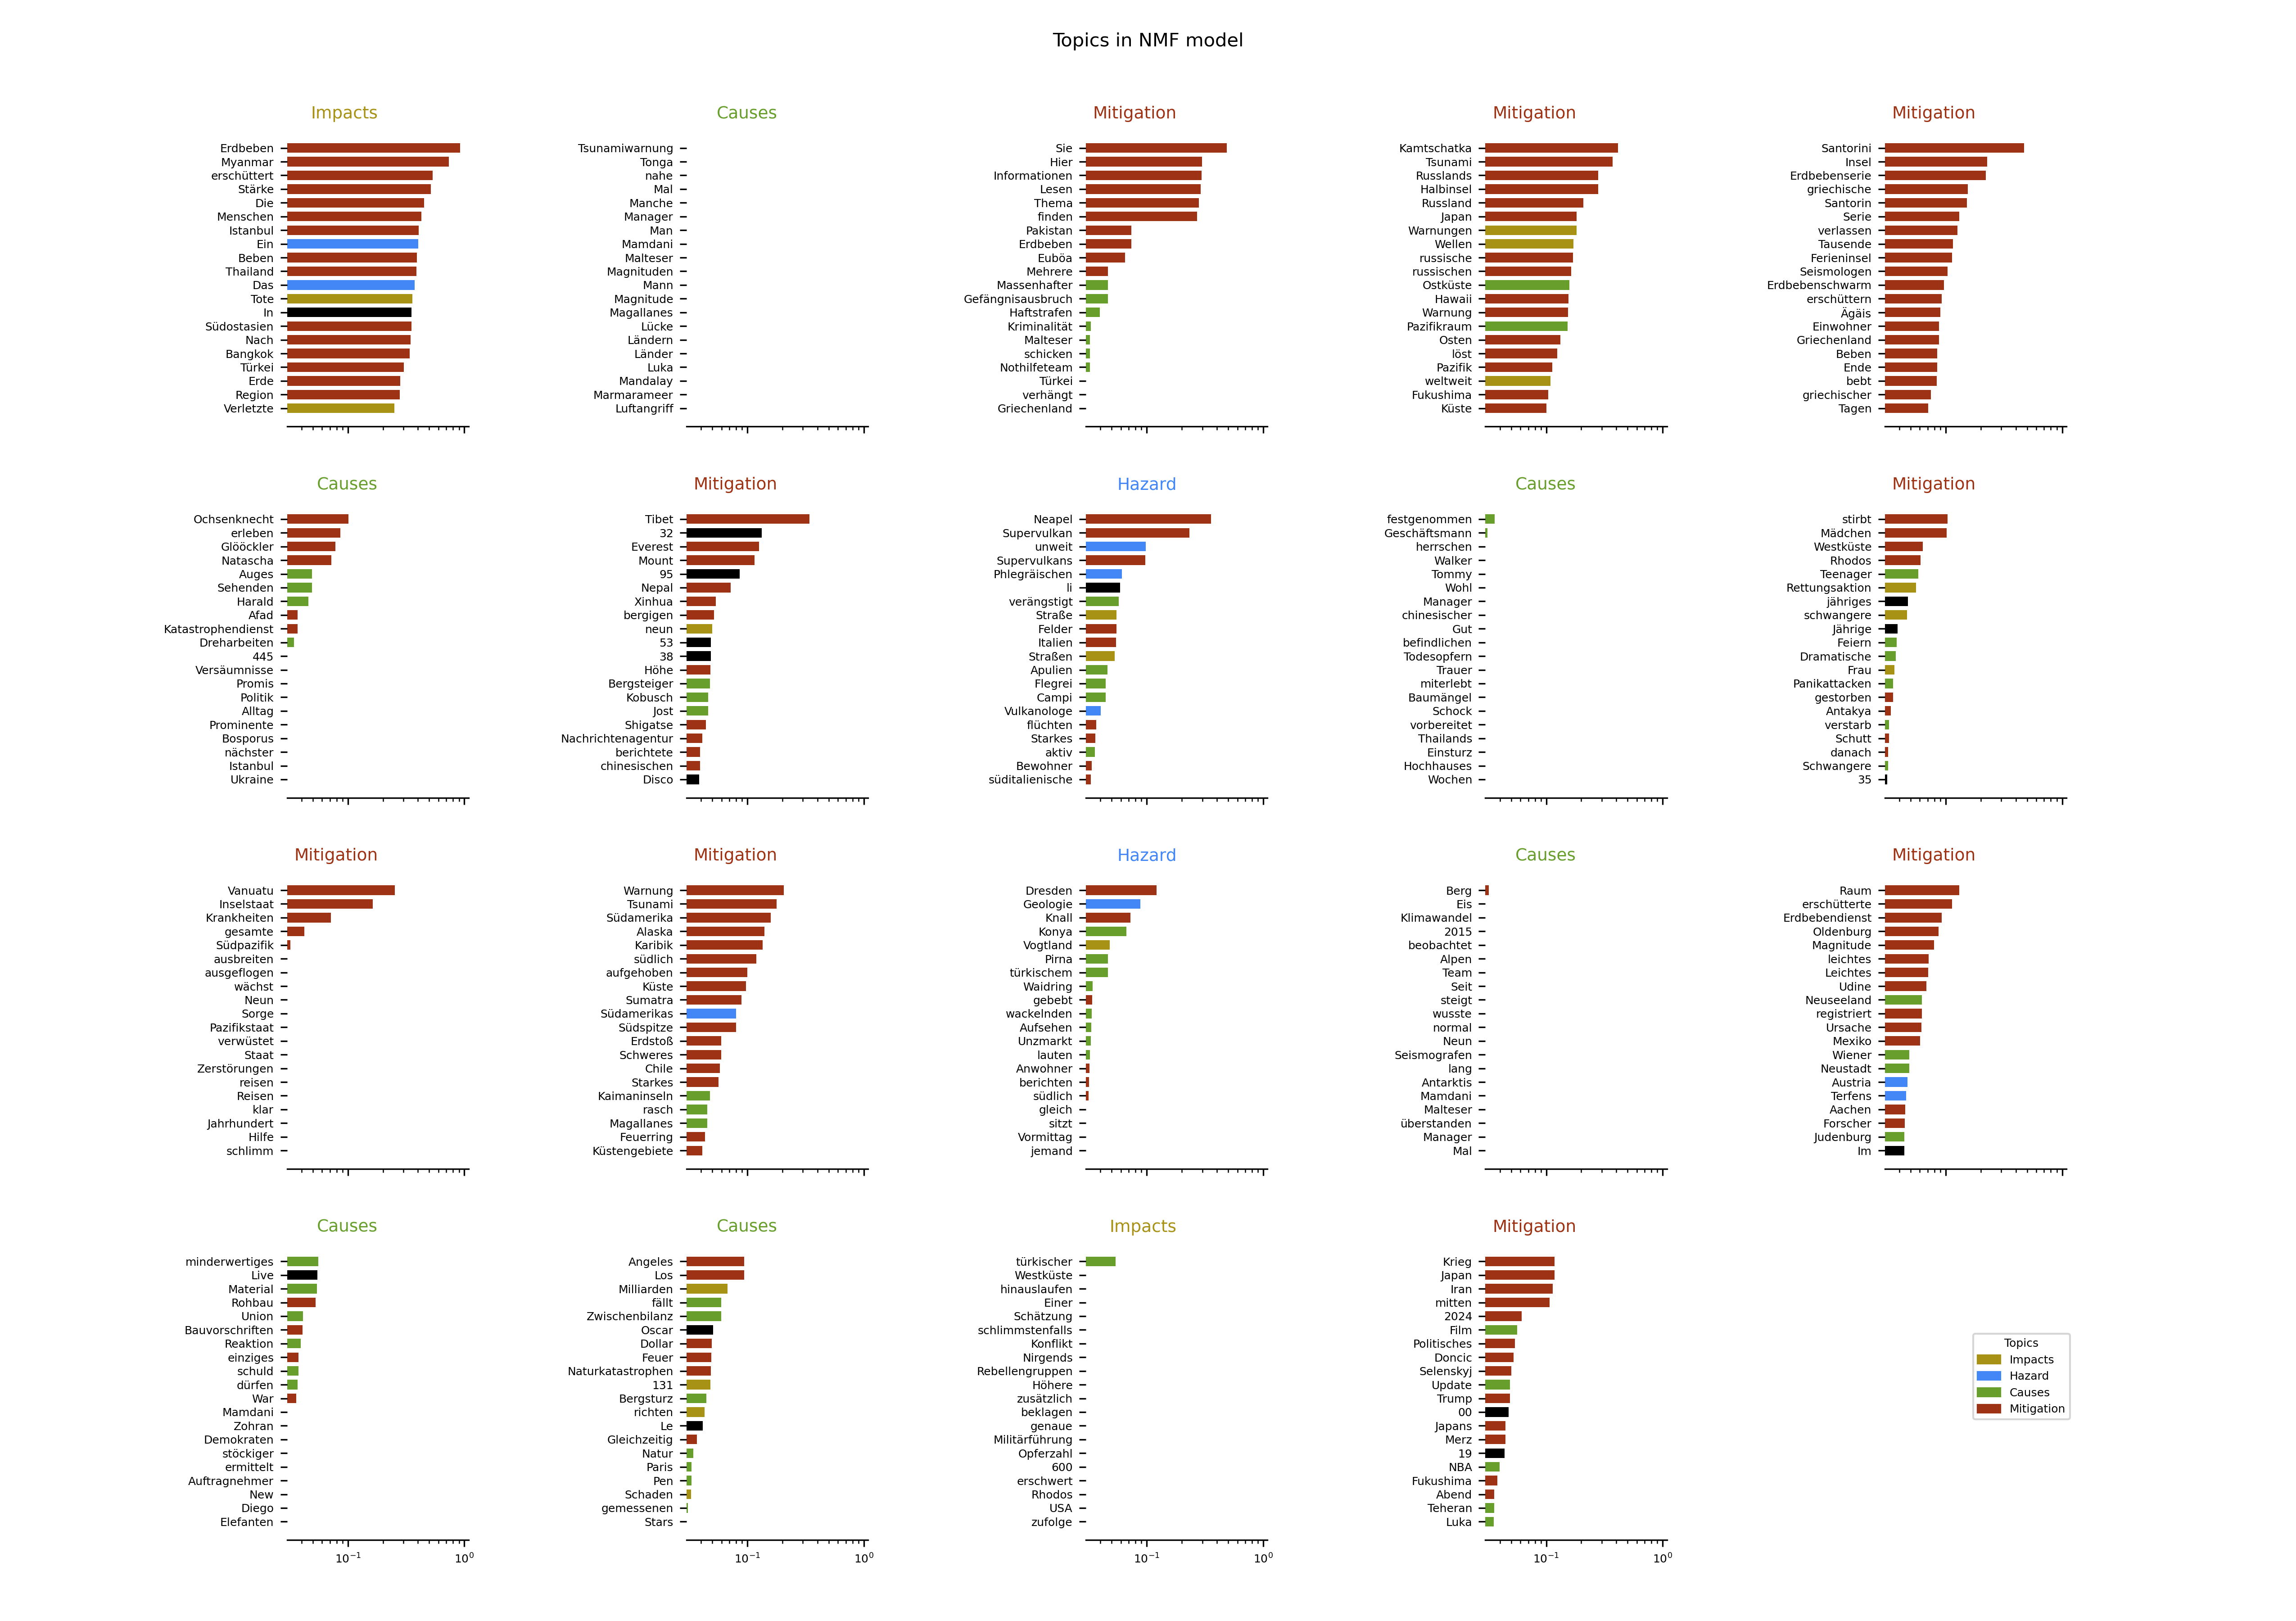 Topics in NMF model
Impacts
Erdbeben
Myanmar
erschüttert
Stärke
Die
Menschen
Istanbul
Ein
Beben
Thailand
Das
Tote
In
Südostasien
Nach
Bangkok
Türkei
Erde
Region
Verletzte
Causes
Tsunamiwarnung
Tonga
nahe
Mal
Manche
Manager
Man
Mamdani
Malteser
Magnituden
Mann
Magnitude
Magallanes
Lücke
Ländern
Länder
Luka
Mandalay
Marmarameer
Luftangriff
Mitigation
Sie
Hier
Informationen
Lesen
Thema
finden
Pakistan
Erdbeben
Euböa
Mehrere
Massenhafter
Gefängnisausbruch
Haftstrafen
Kriminalität
Malteser
schicken
Nothilfeteam
Türkei
verhängt
Griechenland
Mitigation
Kamtschatka
Tsunami
Russlands
Halbinsel
Russland
Japan
Warnungen
Wellen
russische
russischen
Ostküste
Hawaii
Warnung
Pazifikraum
Osten
löst
Pazifik
weltweit
Fukushima
Küste
Mitigation
Santorini
Insel
Erdbebenserie
griechische
Santorin
Serie
verlassen
Tausende
Ferieninsel
Seismologen
Erdbebenschwarm
erschüttern
Ägäis
Einwohner
Griechenland
Beben
Ende
bebt
griechischer
Tagen
Causes
Ochsenknecht
erleben
Glööckler
Natascha
Auges
Sehenden
Harald
Afad
Katastrophendienst
Dreharbeiten
445
Versäumnisse
Promis
Politik
Alltag
Prominente
Bosporus
nächster
Istanbul
Ukraine
Mitigation
Tibet
32
Everest
Mount
95
Nepal
Xinhua
bergigen
neun
53
38
Höhe
Bergsteiger
Kobusch
Jost
Shigatse
Nachrichtenagentur
berichtete
chinesischen
Disco
Hazard
Neapel
Supervulkan
unweit
Supervulkans
Phlegräischen
li
verängstigt
Straße
Felder
Italien
Straßen
Apulien
Flegrei
Campi
Vulkanologe
flüchten
Starkes
aktiv
Bewohner
süditalienische
Causes
festgenommen
Geschäftsmann
herrschen
Walker
Tommy
Wohl
Manager
chinesischer
Gut
befindlichen
Todesopfern
Trauer
miterlebt
Baumängel
Schock
vorbereitet
Thailands
Einsturz
Hochhauses
Wochen
Mitigation
stirbt
Mädchen
Westküste
Rhodos
Teenager
Rettungsaktion
jähriges
schwangere
Jährige
Feiern
Dramatische
Frau
Panikattacken
gestorben
Antakya
verstarb
Schutt
danach
Schwangere
35
Mitigation
Vanuatu
Inselstaat
Krankheiten
gesamte
Südpazifik
ausbreiten
ausgeflogen
wächst
Neun
Sorge
Pazifikstaat
verwüstet
Staat
Zerstörungen
reisen
Reisen
klar
Jahrhundert
Hilfe
schlimm
Mitigation
Warnung
Tsunami
Südamerika
Alaska
Karibik
südlich
aufgehoben
Küste
Sumatra
Südamerikas
Südspitze
Erdstoß
Schweres
Chile
Starkes
Kaimaninseln
rasch
Magallanes
Feuerring
Küstengebiete
Hazard
Dresden
Geologie
Knall
Konya
Vogtland
Pirna
türkischem
Waidring
gebebt
wackelnden
Aufsehen
Unzmarkt
lauten
Anwohner
berichten
südlich
gleich
sitzt
Vormittag
jemand
Causes
Berg
Eis
Klimawandel
2015
beobachtet
Alpen
Team
Seit
steigt
wusste
normal
Neun
Seismografen
lang
Antarktis
Mamdani
Malteser
überstanden
Manager
Mal
Mitigation
Raum
erschütterte
Erdbebendienst
Oldenburg
Magnitude
leichtes
Leichtes
Udine
Neuseeland
registriert
Ursache
Mexiko
Wiener
Neustadt
Austria
Terfens
Aachen
Forscher
Judenburg
Im
Causes
minderwertiges
Live
Material
Rohbau
Union
Bauvorschriften
Reaktion
einziges
schuld
dürfen
War
Mamdani
Zohran
Demokraten
stöckiger
ermittelt
Auftragnehmer
New
Diego
Elefanten
10⁻¹ 10⁰
Causes
Angeles
Los
Milliarden
fällt
Zwischenbilanz
Oscar
Dollar
Feuer
Naturkatastrophen
131
Bergsturz
richten
Le
Gleichzeitig
Natur
Paris
Pen
Schaden
gemessenen
Stars
10⁻¹ 10⁰
Impacts
türkischer
Westküste
hinauslaufen
Einer
Schätzung
schlimmstenfalls
Konflikt
Nirgends
Rebellengruppen
Höhere
zusätzlich
beklagen
genaue
Militärführung
Opferzahl
600
erschwert
Rhodos
USA
zufolge
10⁻¹ 10⁰
Mitigation
Krieg
Japan
Iran
mitten
2024
Film
Politisches
Doncic
Selenskyj
Update
Trump
00
Japans
Merz
19
NBA
Fukushima
Abend
Teheran
Luka
10⁻¹ 10⁰
Topics
Impacts
Hazard
Causes
Mitigation